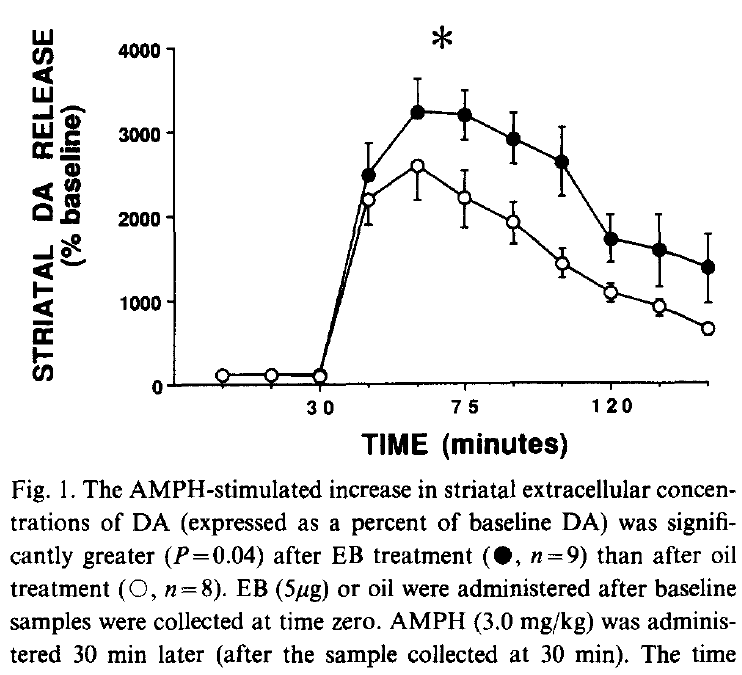 *
4000
3000
2000
1000
0
STRIATAL DA RELEASE
(% baseline)
30 75 120
TIME (minutes)
Fig. 1. The AMPH-stimulated increase in striatal extracellular concen-
trations of DA (expressed as a percent of baseline DA) was signifi-
cantly greater (P=0.04) after EB treatment (●, n=9) than after oil
treatment (○, n=8). EB (5μg) or oil were administered after baseline
samples were collected at time zero. AMPH (3.0 mg/kg) was adminis-
tered 30 min later (after the sample collected at 30 min). The time